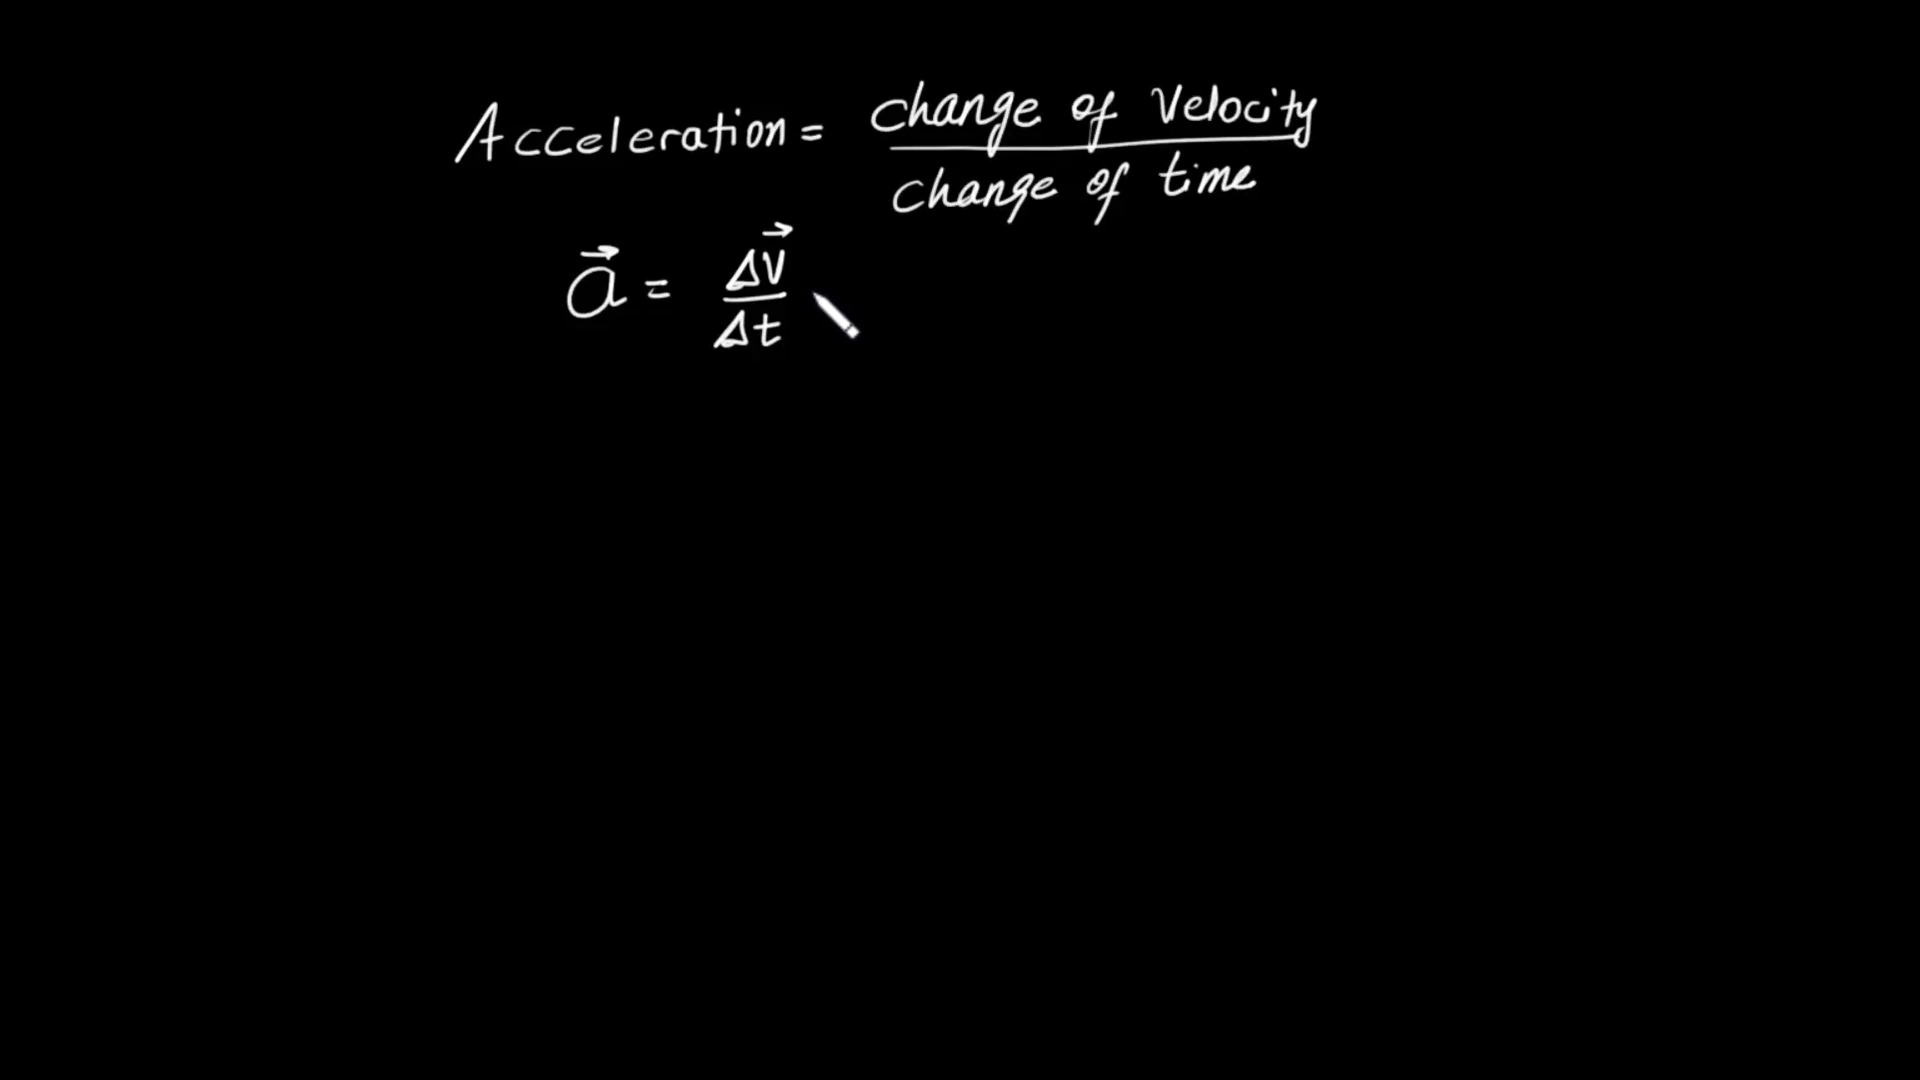 Acceleration = change of velocity / change of time
a⃗ = Δv⃗ / Δt